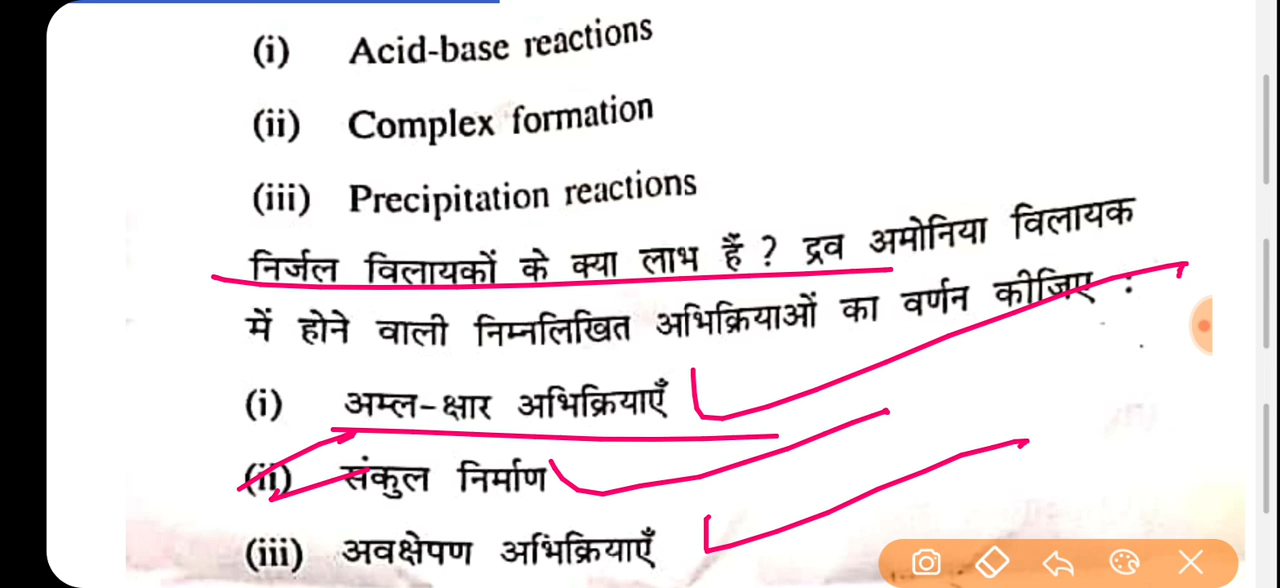 (i) Acid-base reactions
(ii) Complex formation
(iii) Precipitation reactions
निर्जल विलायकों के क्या लाभ हैं ? द्रव अमोनिया विलायक
में होने वाली निम्नलिखित अभिक्रियाओं का वर्णन कीजिए :
(i) अम्ल-क्षार अभिक्रियाएँ
(ii) संकुल निर्माण
(iii) अवक्षेपण अभिक्रियाएँ